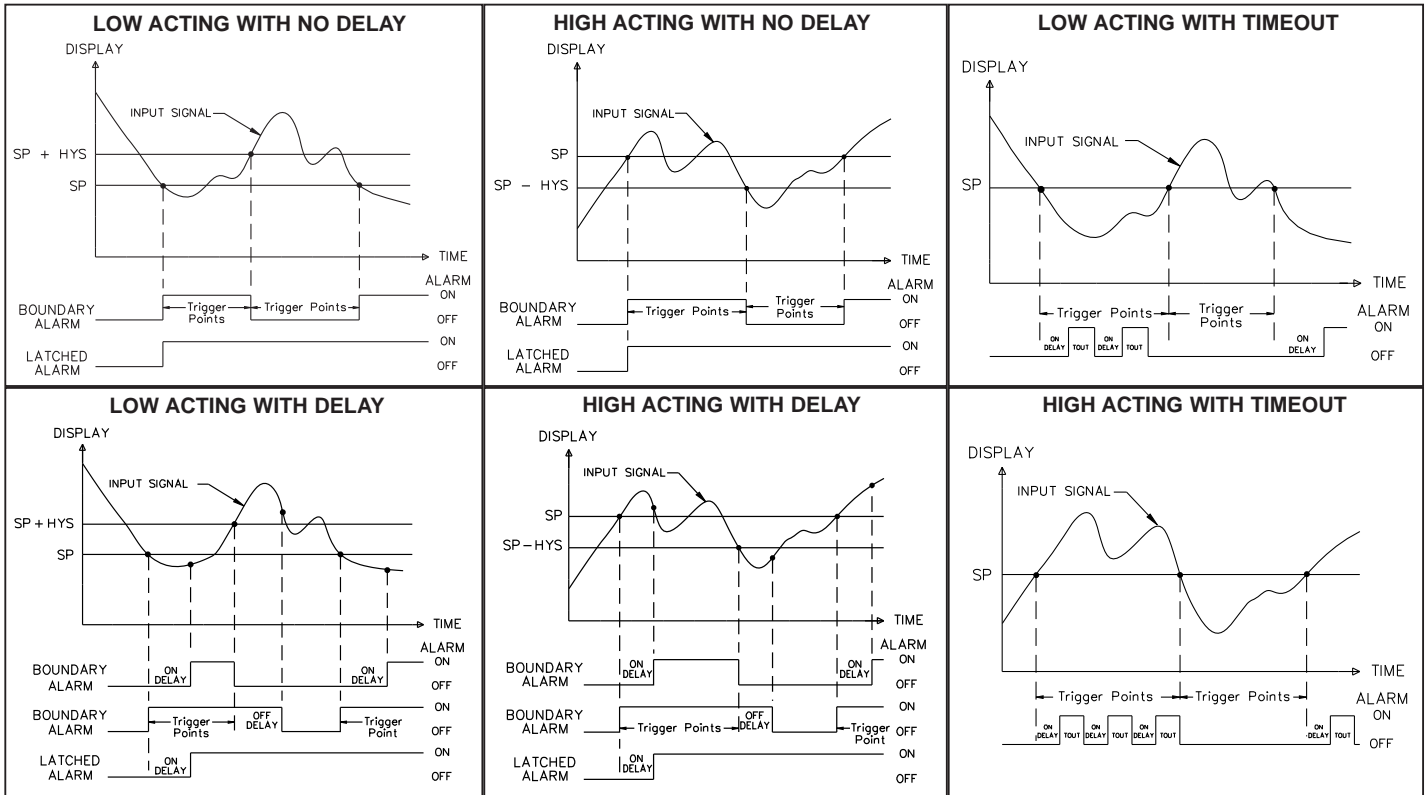 LOW ACTING WITH NO DELAY
DISPLAY
INPUT SIGNAL
SP + HYS
SP
TIME
ALARM
BOUNDARY ALARM
Trigger Points
Trigger Points
ON
OFF
LATCHED ALARM
ON
OFF
HIGH ACTING WITH NO DELAY
DISPLAY
INPUT SIGNAL
SP
SP - HYS
TIME
ALARM
BOUNDARY ALARM
Trigger Points
Trigger Points
ON
OFF
LATCHED ALARM
ON
OFF
LOW ACTING WITH TIMEOUT
DISPLAY
INPUT SIGNAL
SP
TIME
Trigger Points
Trigger Points
ALARM
ON
OFF
ON DELAY
TOUT
ON DELAY
TOUT
ON DELAY
LOW ACTING WITH DELAY
DISPLAY
INPUT SIGNAL
SP+HYS
SP
TIME
ALARM
BOUNDARY ALARM
ON DELAY
ON DELAY
ON
OFF
BOUNDARY ALARM
Trigger Points
OFF DELAY
Trigger Point
ON
OFF
LATCHED ALARM
ON DELAY
ON
OFF
HIGH ACTING WITH DELAY
DISPLAY
INPUT SIGNAL
SP
SP-HYS
TIME
ALARM
BOUNDARY ALARM
ON DELAY
ON DELAY
ON
OFF
BOUNDARY ALARM
Trigger Points
OFF DELAY
Trigger Point
ON
OFF
LATCHED ALARM
ON DELAY
ON
OFF
HIGH ACTING WITH TIMEOUT
DISPLAY
INPUT SIGNAL
SP
TIME
Trigger Points
Trigger Points
ALARM
ON
OFF
ON DELAY
TOUT
ON DELAY
TOUT
ON DELAY
TOUT
ON DELAY
TOUT